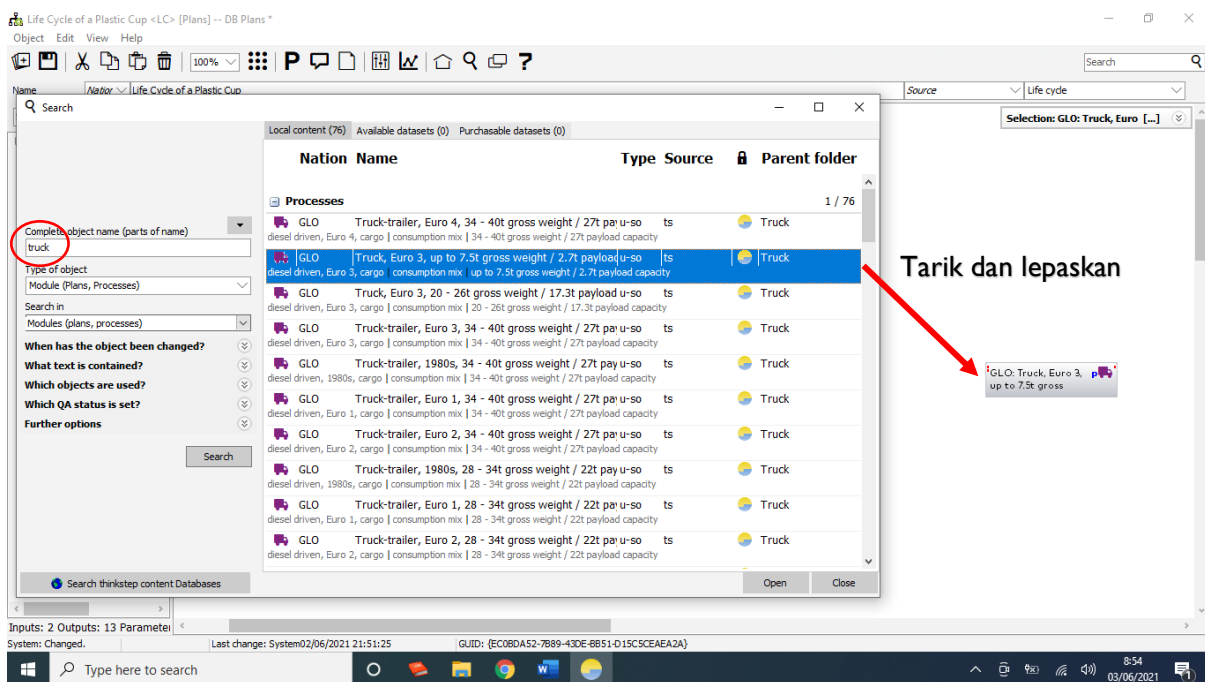 Life Cycle of a Plastic Cup <LC> [Plans] -- DB Plans *
Object Edit View Help
100%
P
?
Search
Name Nation Life Cycle of a Plastic Cup Source Life cycle
Search
Selection: GLO: Truck, Euro [...]
Local content (76) Available datasets (0) Purchasable datasets (0)
Nation Name Type Source Parent folder
Processes 1 / 76
Complete object name (parts of name)
truck
Type of object
Module (Plans, Processes)
Search in
Modules (plans, processes)
When has the object been changed?
What text is contained?
Which objects are used?
Which QA status is set?
Further options
Search
Search thinkstep content Databases
GLO Truck-trailer, Euro 4, 34 - 40t gross weight / 27t pay u-so ts Truck
diesel driven, Euro 4, cargo | consumption mix | 34 - 40t gross weight / 27t payload capacity
GLO Truck, Euro 3, up to 7.5t gross weight / 2.7t payload u-so ts Truck
diesel driven, Euro 3, cargo | consumption mix | up to 7.5t gross weight / 2.7t payload capacity
GLO Truck, Euro 3, 20 - 26t gross weight / 17.3t payload u-so ts Truck
diesel driven, Euro 3, cargo | consumption mix | 20 - 26t gross weight / 17.3t payload capacity
GLO Truck-trailer, Euro 3, 34 - 40t gross weight / 27t pay u-so ts Truck
diesel driven, Euro 3, cargo | consumption mix | 34 - 40t gross weight / 27t payload capacity
GLO Truck-trailer, 1980s, 34 - 40t gross weight / 27t pay u-so ts Truck
diesel driven, 1980s, cargo | consumption mix | 34 - 40t gross weight / 27t payload capacity
GLO Truck-trailer, Euro 1, 34 - 40t gross weight / 27t pay u-so ts Truck
diesel driven, Euro 1, cargo | consumption mix | 34 - 40t gross weight / 27t payload capacity
GLO Truck-trailer, Euro 2, 34 - 40t gross weight / 27t pay u-so ts Truck
diesel driven, Euro 2, cargo | consumption mix | 34 - 40t gross weight / 27t payload capacity
GLO Truck-trailer, 1980s, 28 - 34t gross weight / 22t pay u-so ts Truck
diesel driven, 1980s, cargo | consumption mix | 28 - 34t gross weight / 22t payload capacity
GLO Truck-trailer, Euro 1, 28 - 34t gross weight / 22t pay u-so ts Truck
diesel driven, Euro 1, cargo | consumption mix | 28 - 34t gross weight / 22t payload capacity
GLO Truck-trailer, Euro 2, 28 - 34t gross weight / 22t pay u-so ts Truck
diesel driven, Euro 2, cargo | consumption mix | 28 - 34t gross weight / 22t payload capacity
Open Close
Tarik dan lepaskan
GLO: Truck, Euro 3, p
up to 7.5t gross
Inputs: 2 Outputs: 13 Parameter
System: Changed. Last change: System02/06/2021 21:51:25 GUID: {EC0BDA52-7B89-43DE-BB51-D15C5CEAEA2A}
Type here to search
8:54
03/06/2021
1